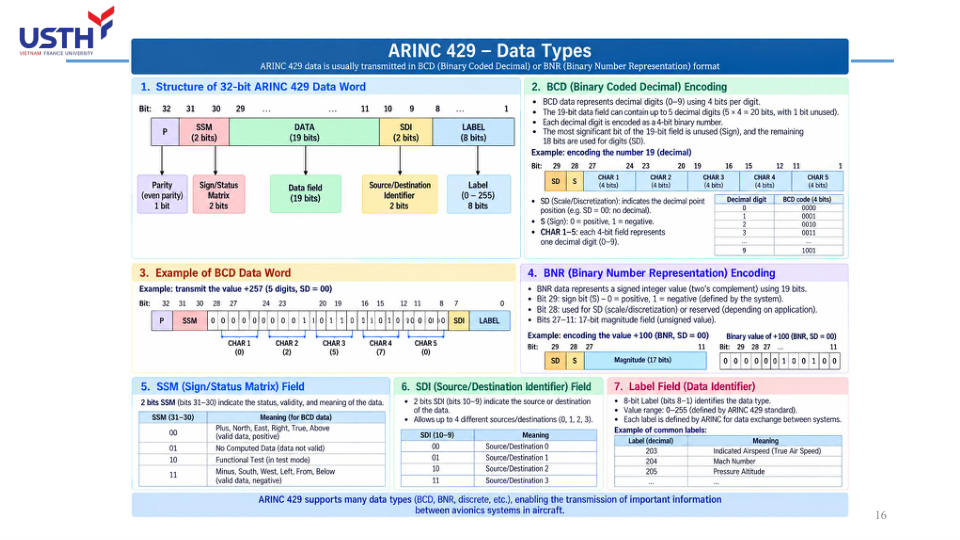 USTH
VIETNAM FRANCE UNIVERSITY
ARINC 429 – Data Types
ARINC 429 data is usually transmitted in BCD (Binary Coded Decimal) or BNR (Binary Number Representation) format
1. Structure of 32-bit ARINC 429 Data Word
Bit: 32 31 30 29 ... ... 11 10 9 8 ... 1
P
SSM
(2 bits)
DATA
(19 bits)
SDI
(2 bits)
LABEL
(8 bits)
Parity
(even parity)
1 bit
Sign/Status
Matrix
2 bits
Data field
(19 bits)
Source/Destination
Identifier
2 bits
Label
(0 – 255)
8 bits
2. BCD (Binary Coded Decimal) Encoding
• BCD data represents decimal digits (0–9) using 4 bits per digit.
• The 19-bit data field can contain up to 5 decimal digits (5 × 4 = 20 bits, with 1 bit unused).
• Each decimal digit is encoded as a 4-bit binary number.
• The most significant bit of the 19-bit field is unused (Sign), and the remaining
18 bits are used for digits (SD).
Example: encoding the number 19 (decimal)
Bit: 29 28 27 24 23 20 19 16 15 12 11 1
SD S CHAR 1 CHAR 2 CHAR 3 CHAR 4 CHAR 5
(4 bits) (4 bits) (4 bits) (4 bits) (4 bits)
• SD (Scale/Discretization): indicates the decimal point
position (e.g. SD = 00: no decimal).
• S (Sign): 0 = positive, 1 = negative.
• CHAR 1–5: each 4-bit field represents
one decimal digit (0–9).
Decimal digit BCD code (4 bits)
0 0000
1 0001
2 0010
3 0011
... ...
9 1001
3. Example of BCD Data Word
Example: transmit the value +257 (5 digits, SD = 00)
Bit: 32 31 30 28 27 24 23 20 19 16 15 12 11 8 7 0
P SSM SDI LABEL
CHAR 1 CHAR 2 CHAR 3 CHAR 4 CHAR 5
(0) (2) (5) (7) (0)
4. BNR (Binary Number Representation) Encoding
• BNR data represents a signed integer value (two's complement) using 19 bits.
• Bit 29: sign bit (S) – 0 = positive, 1 = negative (defined by the system).
• Bit 28: used for SD (scale/discretization) or reserved (depending on application).
• Bits 27–11: 17-bit magnitude field (unsigned value).
Example: encoding the value +100 (BNR, SD = 00)
Bit: 29 28 27 11
SD S Magnitude (17 bits)
Binary value of +100 (BNR, SD = 00)
Bit: 29 28 27 ... 11
5. SSM (Sign/Status Matrix) Field
2 bits SSM (bits 31–30) indicate the status, validity, and meaning of the data.
SSM (31–30) Meaning (for BCD data)
00 Plus, North, East, Right, True, Above
(valid data, positive)
01 No Computed Data (data not valid)
10 Functional Test (in test mode)
11 Minus, South, West, Left, From, Below
(valid data, negative)
6. SDI (Source/Destination Identifier) Field
• 2 bits SDI (bits 10–9) indicate the source or destination
of the data.
• Allows up to 4 different sources/destinations (0, 1, 2, 3).
SDI (10–9) Meaning
00 Source/Destination 0
01 Source/Destination 1
10 Source/Destination 2
11 Source/Destination 3
7. Label Field (Data Identifier)
• 8-bit Label (bits 8–1) identifies the data type.
• Value range: 0–255 (defined by ARINC 429 standard).
• Each label is defined by ARINC for data exchange between systems.
Example of common labels:
Label (decimal) Meaning
203 Indicated Airspeed (True Air Speed)
204 Mach Number
205 Pressure Altitude
... ...
ARINC 429 supports many data types (BCD, BNR, discrete, etc.), enabling the transmission of important information
between avionics systems in aircraft.
16